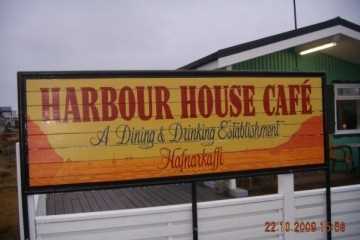 HARBOUR HOUSE CAFÉ
A Dining & Drinking Establishment
Hafnarkaffi
22.10.2009 15:58